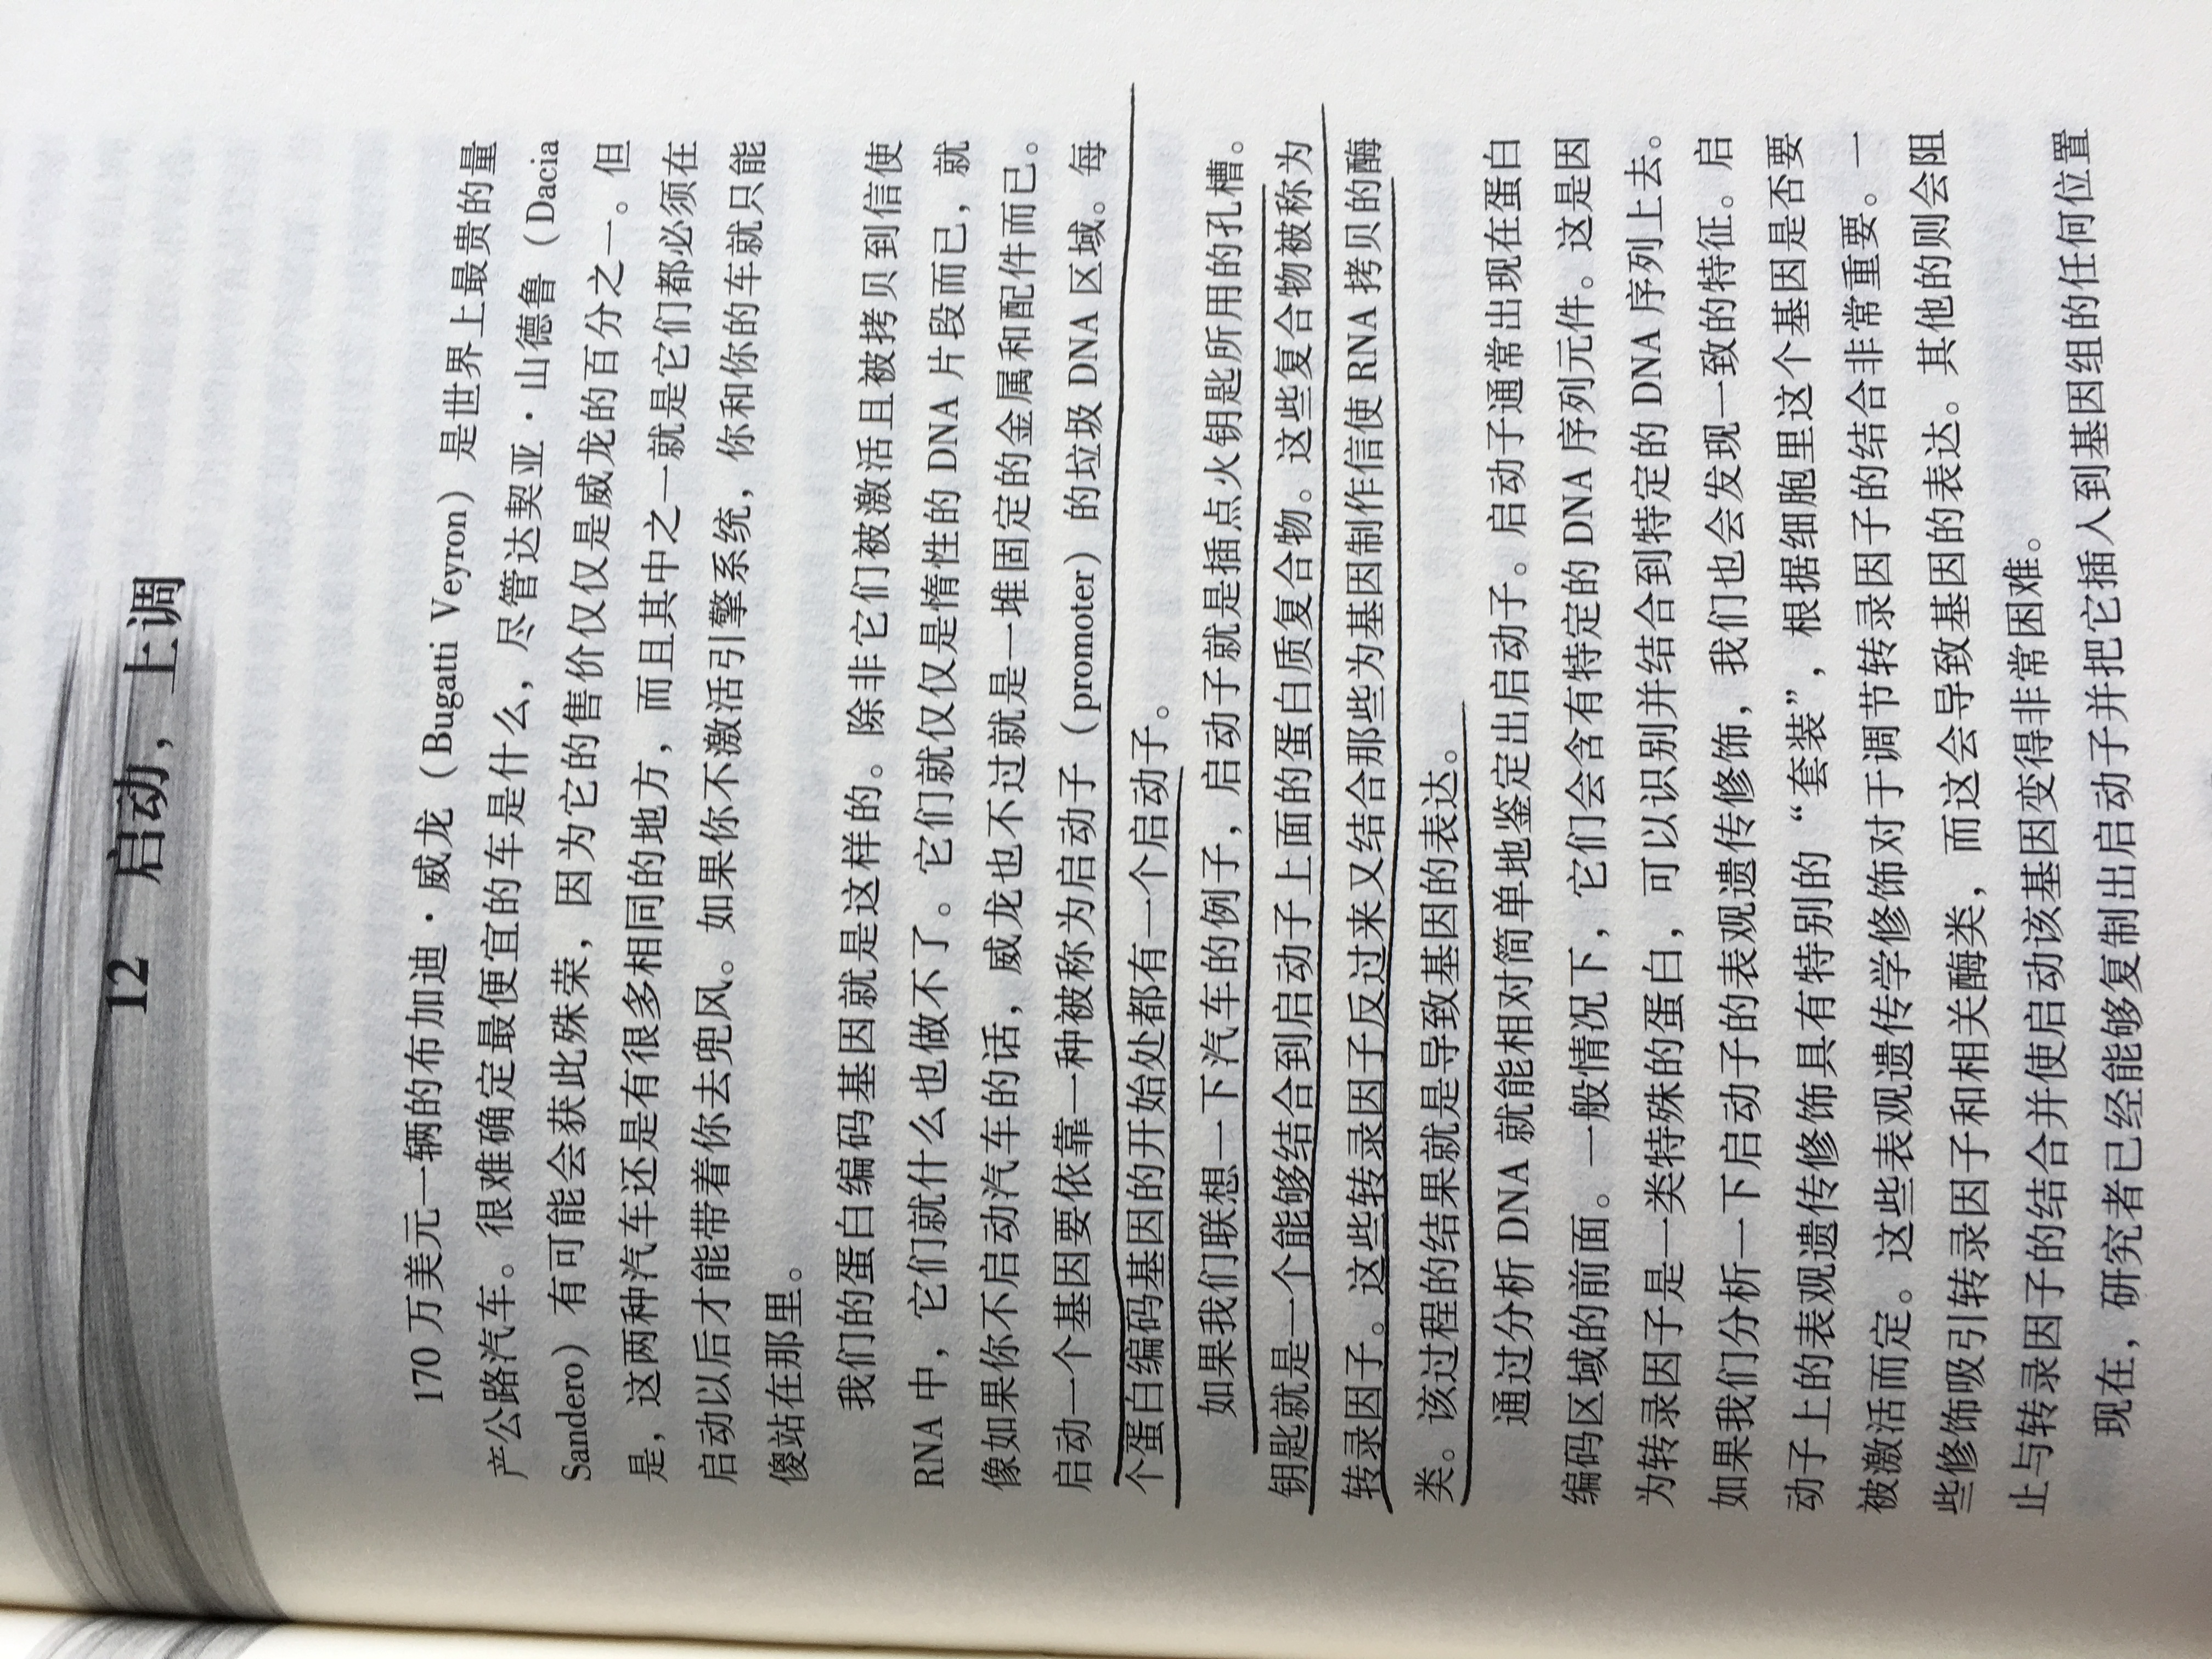 12 启动，上调
170 万美元一辆的布加迪·威龙（Bugatti Veyron）是世界上最贵的量
产公路汽车。很难确定最便宜的车是什么，尽管达契亚·山德鲁（Dacia
Sandero）有可能会获此殊荣，因为它的售价仅仅是威龙的百分之一。但
是，这两种汽车还是有很多相同的地方，而且其中之一就是它们都必须在
启动以后才能带着你去兜风。如果你不激活引擎系统，你和你的车就只能
傻站在那里。
我们的蛋白编码基因就是这样的。除非它们被激活且被拷贝到信使
RNA 中，它们就什么也做不了。它们就仅仅是惰性的 DNA 片段而已，就
像如果你不启动汽车的话，威龙也不过就是一堆固定的金属和配件而已。
启动一个基因要依靠一种被称为启动子（promoter）的垃圾 DNA 区域。每
个蛋白编码基因的开始处都有一个启动子。
如果我们联想一下汽车的例子，启动子就是插点火钥匙所用的孔槽。
钥匙就是一个能够结合到启动子上面的蛋白质复合物。这些复合物被称为
转录因子。这些转录因子反过来又结合那些为基因制作信使 RNA 拷贝的酶
类。该过程的结果就是导致基因的表达。
通过分析 DNA 就能相对简单地鉴定出启动子。启动子通常出现在蛋白
编码区域的前面。一般情况下，它们会含有特定的 DNA 序列元件。这是因
为转录因子是一类特殊的蛋白，可以识别并结合到特定的 DNA 序列上去。
如果我们分析一下启动子的表观遗传修饰，我们也会发现一致的特征。启
动子上的表观遗传修饰具有特别的“套装”，根据细胞里这个基因是否要
被激活而定。这些表观遗传学修饰对于调节转录因子的结合非常重要。一
些修饰吸引转录因子和相关酶类，而这会导致基因的表达。其他的则会阻
止与转录因子的结合并使启动该基因变得非常困难。
现在，研究者已经能够复制出启动子并把它插入到基因组的任何位置